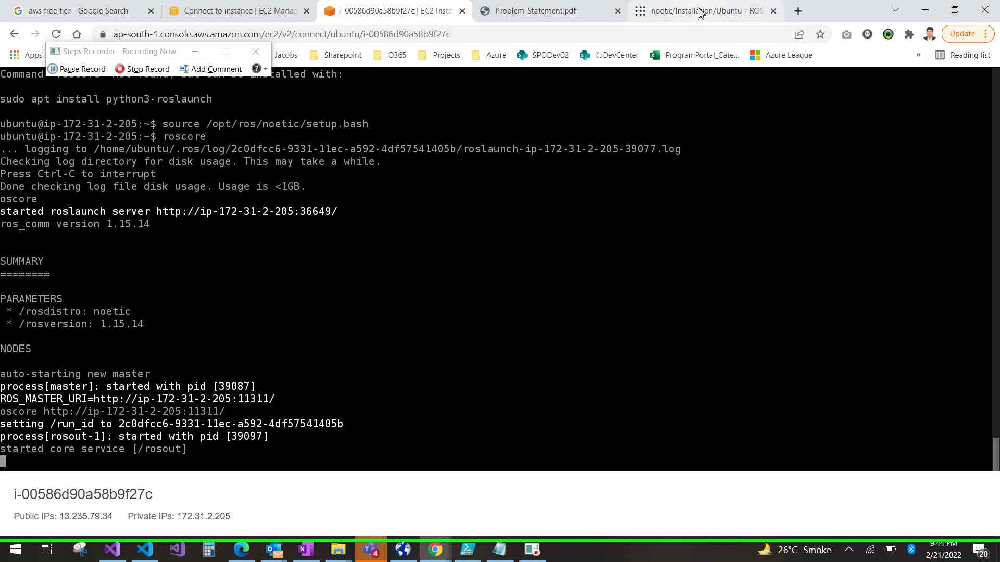 aws free tier - Google Search
Connect to instance | EC2 Manag
i-00586d90a58b9f27c | EC2 Insta
Problem-Statement.pdf
noetic/Installation/Ubuntu - ROS
ap-south-1.console.aws.amazon.com/ec2/v2/connect/ubuntu/i-00586d90a58b9f27c
Update
Apps
Jacobs
Sharepoint
O365
Projects
Azure
SPODev02
KJDevCenter
ProgramPortal_Cate...
Azure League
»
Reading list
Steps Recorder - Recording Now
Pause Record
Stop Record
Add Comment
Command
installed with:
sudo apt install python3-roslaunch
ubuntu@ip-172-31-2-205:~$ source /opt/ros/noetic/setup.bash
ubuntu@ip-172-31-2-205:~$ roscore
... logging to /home/ubuntu/.ros/log/2c0dfcc6-9331-11ec-a592-4df57541405b/roslaunch-ip-172-31-2-205-39077.log
Checking log directory for disk usage. This may take a while.
Press Ctrl-C to interrupt
Done checking log file disk usage. Usage is <1GB.
oscore
started roslaunch server http://ip-172-31-2-205:36649/
ros_comm version 1.15.14
SUMMARY
========
PARAMETERS
* /rosdistro: noetic
* /rosversion: 1.15.14
NODES
auto-starting new master
process[master]: started with pid [39087]
ROS_MASTER_URI=http://ip-172-31-2-205:11311/
oscore http://ip-172-31-2-205:11311/
setting /run_id to 2c0dfcc6-9331-11ec-a592-4df57541405b
process[rosout-1]: started with pid [39097]
started core service [/rosout]
i-00586d90a58b9f27c
Public IPs: 13.235.79.34 Private IPs: 172.31.2.205
4
26°C Smoke
9:44 PM
2/21/2022
20